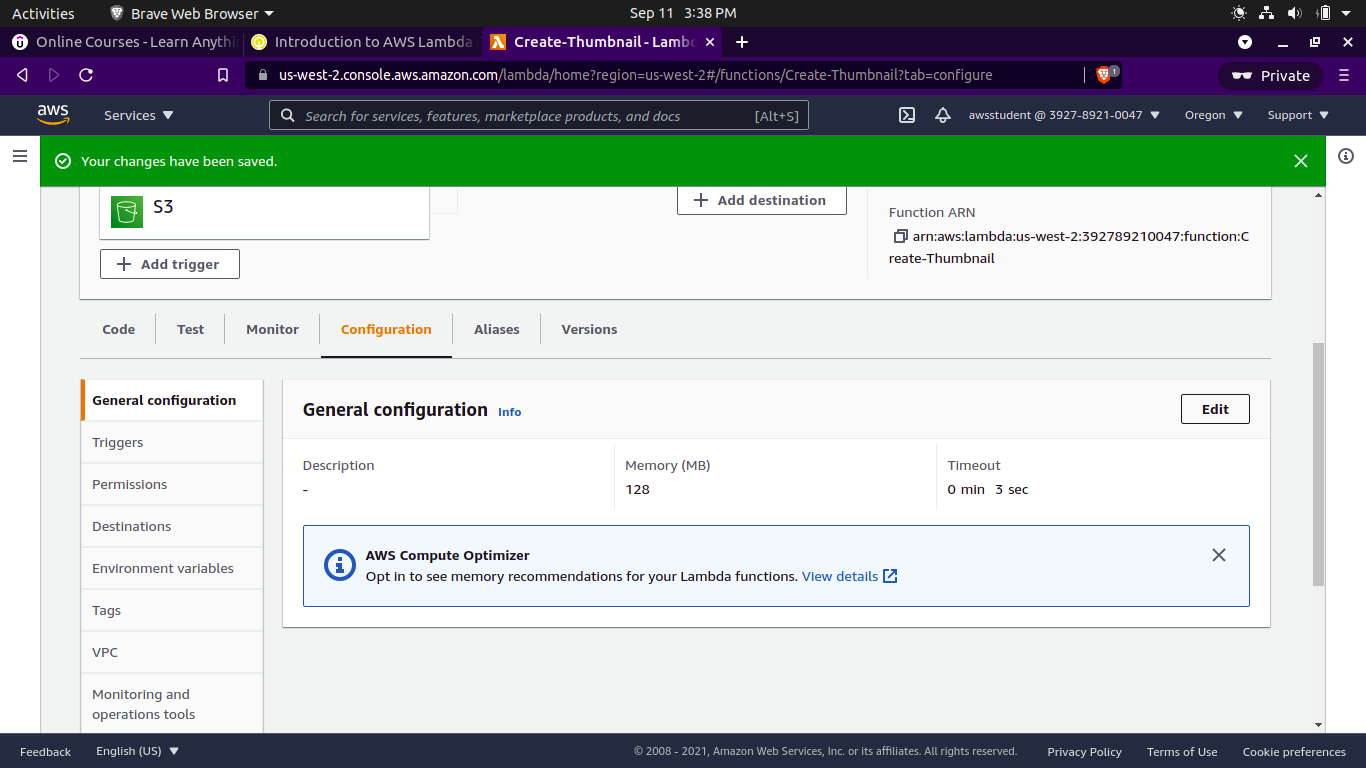 Activities
Brave Web Browser
Sep 11 3:38 PM
Online Courses - Learn Anythi
Introduction to AWS Lambda
Create-Thumbnail - Lamb
us-west-2.console.aws.amazon.com/lambda/home?region=us-west-2#/functions/Create-Thumbnail?tab=configure
1
Private
aws
Services
Search for services, features, marketplace products, and docs
[Alt+S]
awsstudent @ 3927-8921-0047
Oregon
Support
Your changes have been saved.
S3
Add destination
Function ARN
arn:aws:lambda:us-west-2:392789210047:function:C
reate-Thumbnail
Add trigger
Code
Test
Monitor
Configuration
Aliases
Versions
General configuration
Triggers
Permissions
Destinations
Environment variables
Tags
VPC
Monitoring and
operations tools
General configuration Info
Edit
Description
-
Memory (MB)
128
Timeout
0 min 3 sec
AWS Compute Optimizer
Opt in to see memory recommendations for your Lambda functions. View details
Feedback
English (US)
© 2008 - 2021, Amazon Web Services, Inc. or its affiliates. All rights reserved.
Privacy Policy
Terms of Use
Cookie preferences